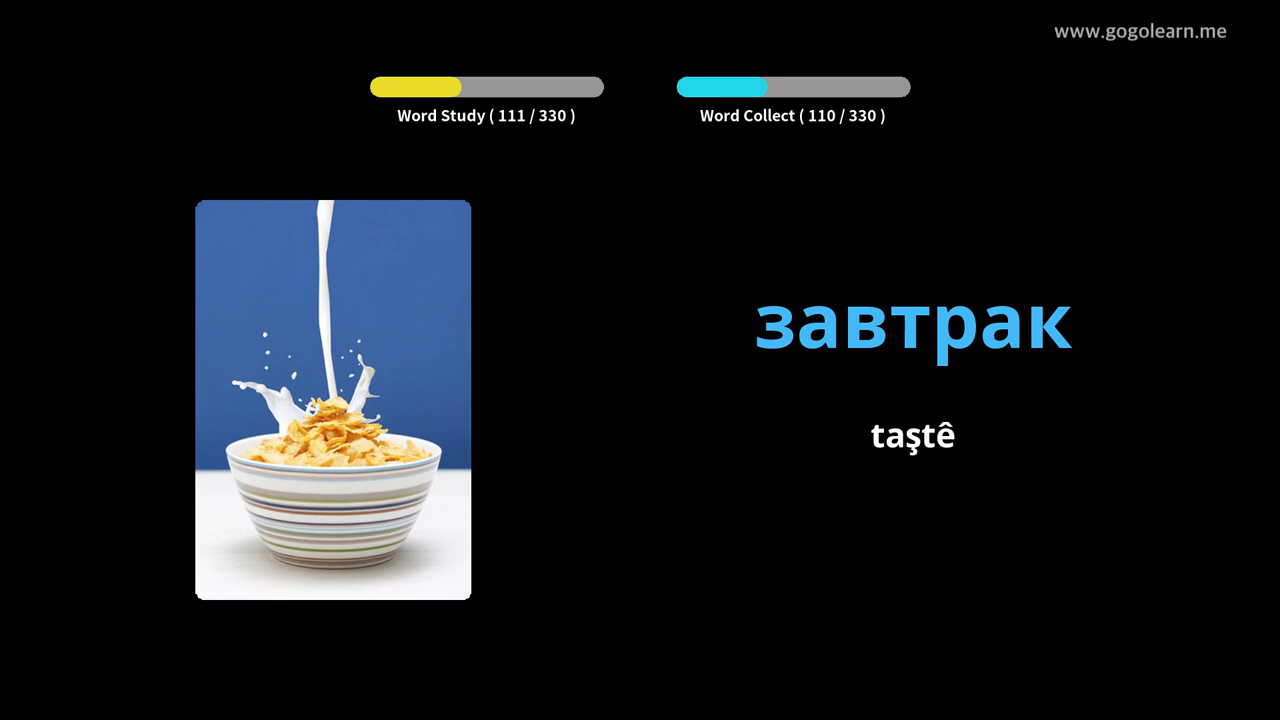 www.gogolearn.me
Word Study ( 111 / 330 )
Word Collect ( 110 / 330 )
завтрак
taştê